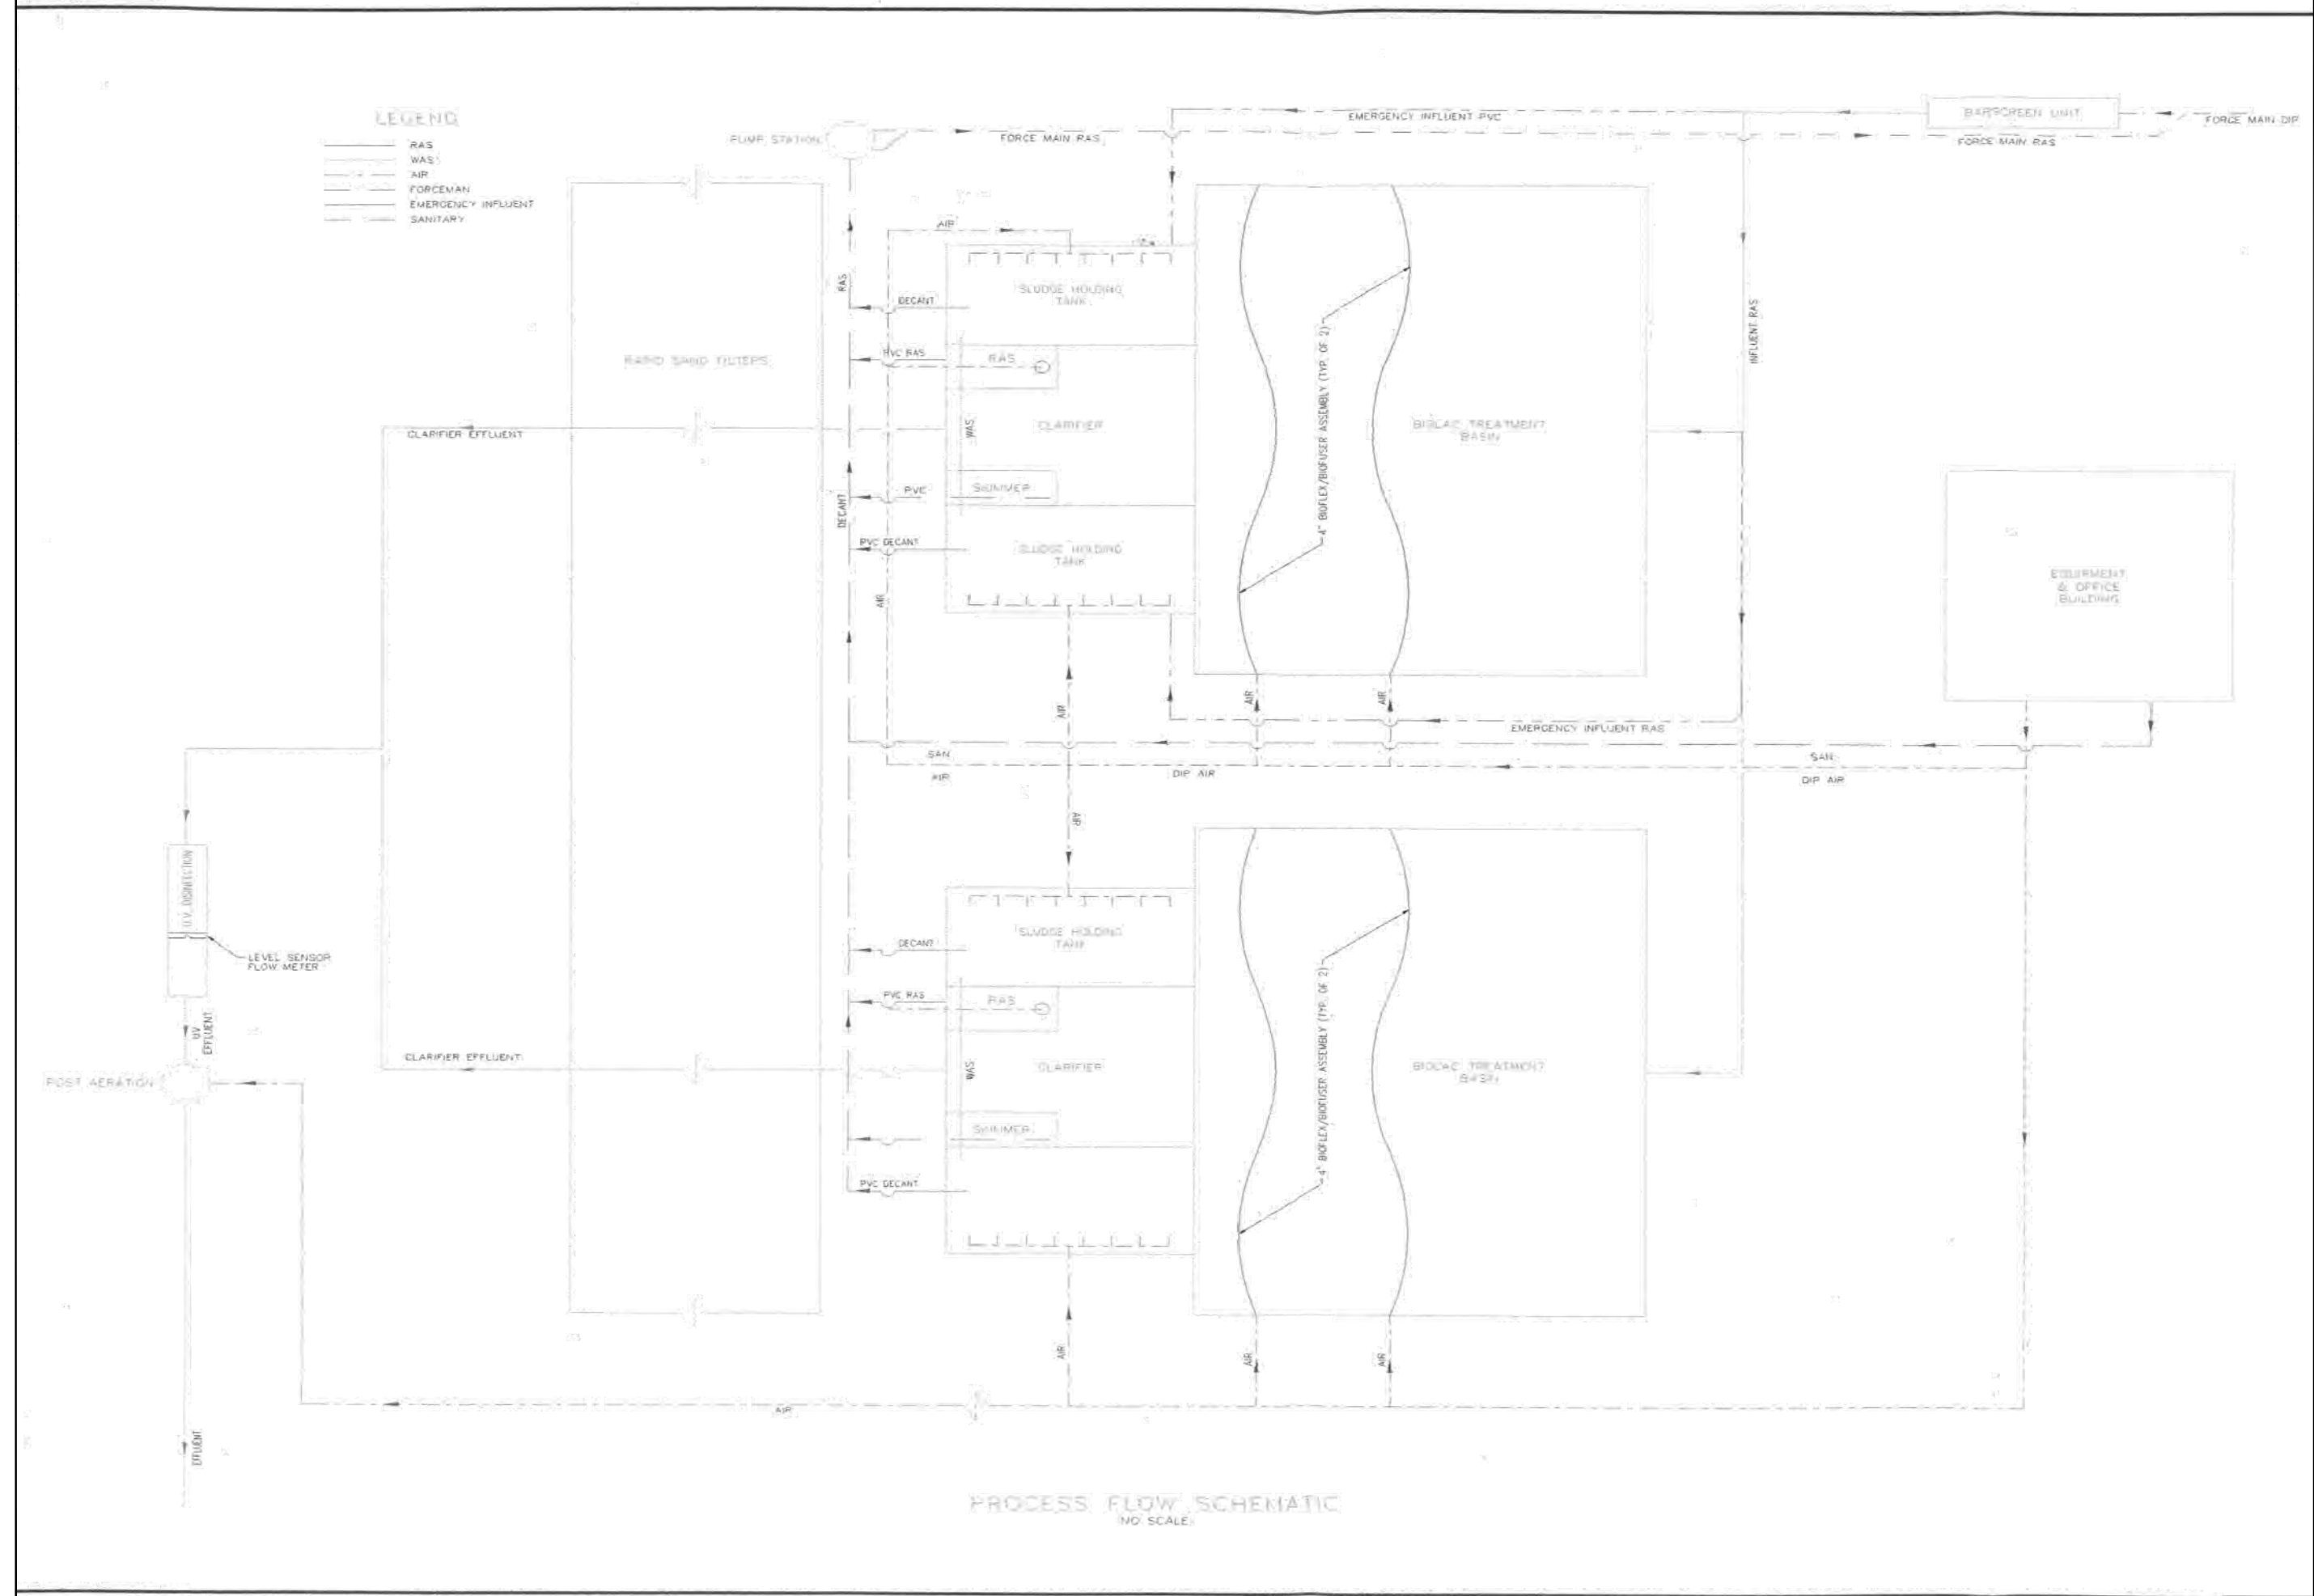 LEGEND
RAS
WAS
AIR
FORCEMAN
EMERGENCY INFLUENT
SANITARY
PUMP STATION
FORCE MAIN RAS
EMERGENCY INFLUENT PVC
BARSCREEN UNIT
FORCE MAIN DIP
FORCE MAIN RAS
RAPID SAND FILTERS
RAS
AIR
DECANT
SLUDGE HOLDING
TANK
PVC RAS
RAS
CLARIFIER EFFLUENT
WAS
CLARIFIER
DECANT
PVC
SKIMMER
PVC DECANT
SLUDGE HOLDING
TANK
AIR
4" BIOFLEX/BIOFUSER ASSEMBLY (TYP. OF 2)
BIOLAC TREATMENT
BASIN
INFLUENT RAS
EQUIPMENT
& OFFICE
BUILDING
AIR
AIR
AIR
EMERGENCY INFLUENT RAS
SAN
AIR
DIP AIR
SAN
DIP AIR
AIR
U.V. DISINFECTION
LEVEL SENSOR
FLOW METER
UV
EFFLUENT
POST AERATION
CLARIFIER EFFLUENT
DECANT
SLUDGE HOLDING
TANK
PVC RAS
RAS
WAS
CLARIFIER
SKIMMER
PVC DECANT
4" BIOFLEX/BIOFUSER ASSEMBLY (TYP. OF 2)
BIOLAC TREATMENT
BASIN
AIR
AIR
AIR
AIR
EFFLUENT
PROCESS FLOW SCHEMATIC
(NO SCALE)